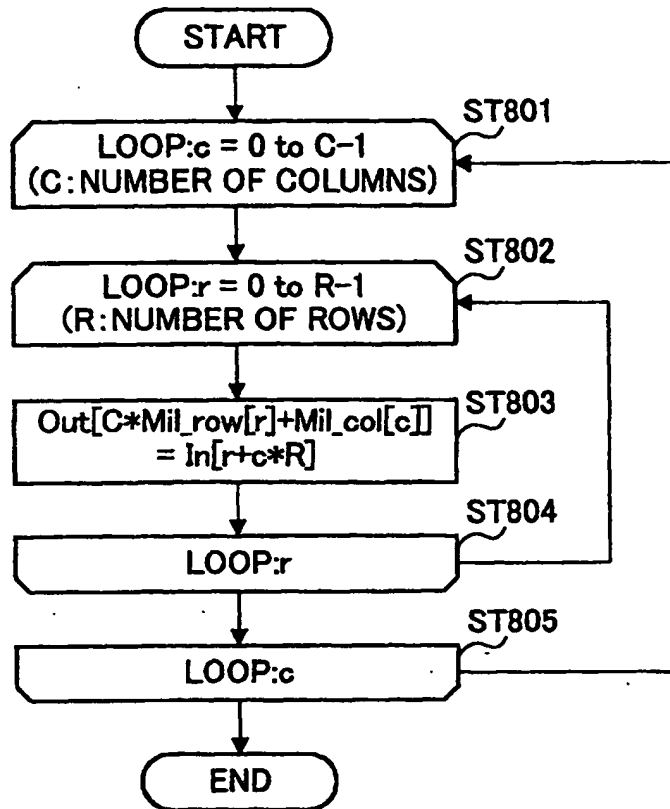 START
ST801
LOOP:c = 0 to C-1
(C:NUMBER OF COLUMNS)
ST802
LOOP:r = 0 to R-1
(R:NUMBER OF ROWS)
ST803
Out[C*Mil_row[r]+Mil_col[c]]
= In[r+c*R]
ST804
LOOP:r
ST805
LOOP:c
END